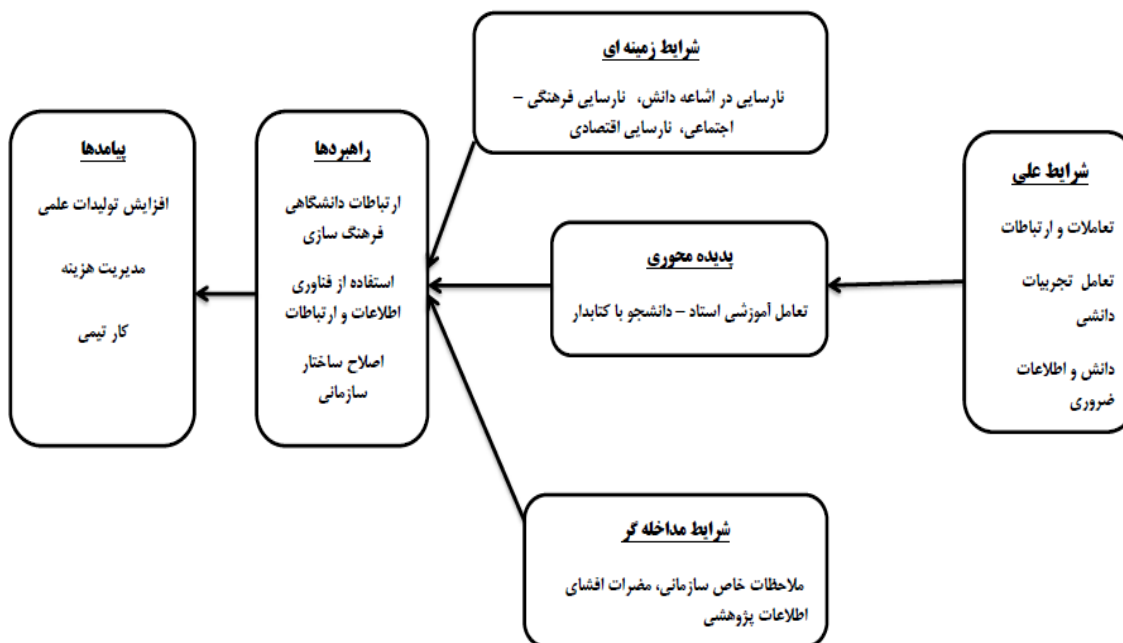 شرایط علی
تعاملات و ارتباطات
تعامل تجربیات
دانشی
دانش و اطلاعات
ضروری
شرایط زمینه ای
نارسایی در اشاعه دانش، نارسایی فرهنگی –
اجتماعی، نارسایی اقتصادی
پدیده محوری
تعامل آموزشی استاد – دانشجو با کتابدار
شرایط مداخله گر
ملاحظات خاص سازمانی، مضرات افشای
اطلاعات پژوهشی
راهبردها
ارتباطات دانشگاهی
فرهنگ سازی
استفاده از فناوری
اطلاعات و ارتباطات
اصلاح ساختار
سازمانی
پیامدها
افزایش تولیدات علمی
مدیریت هزینه
کار تیمی